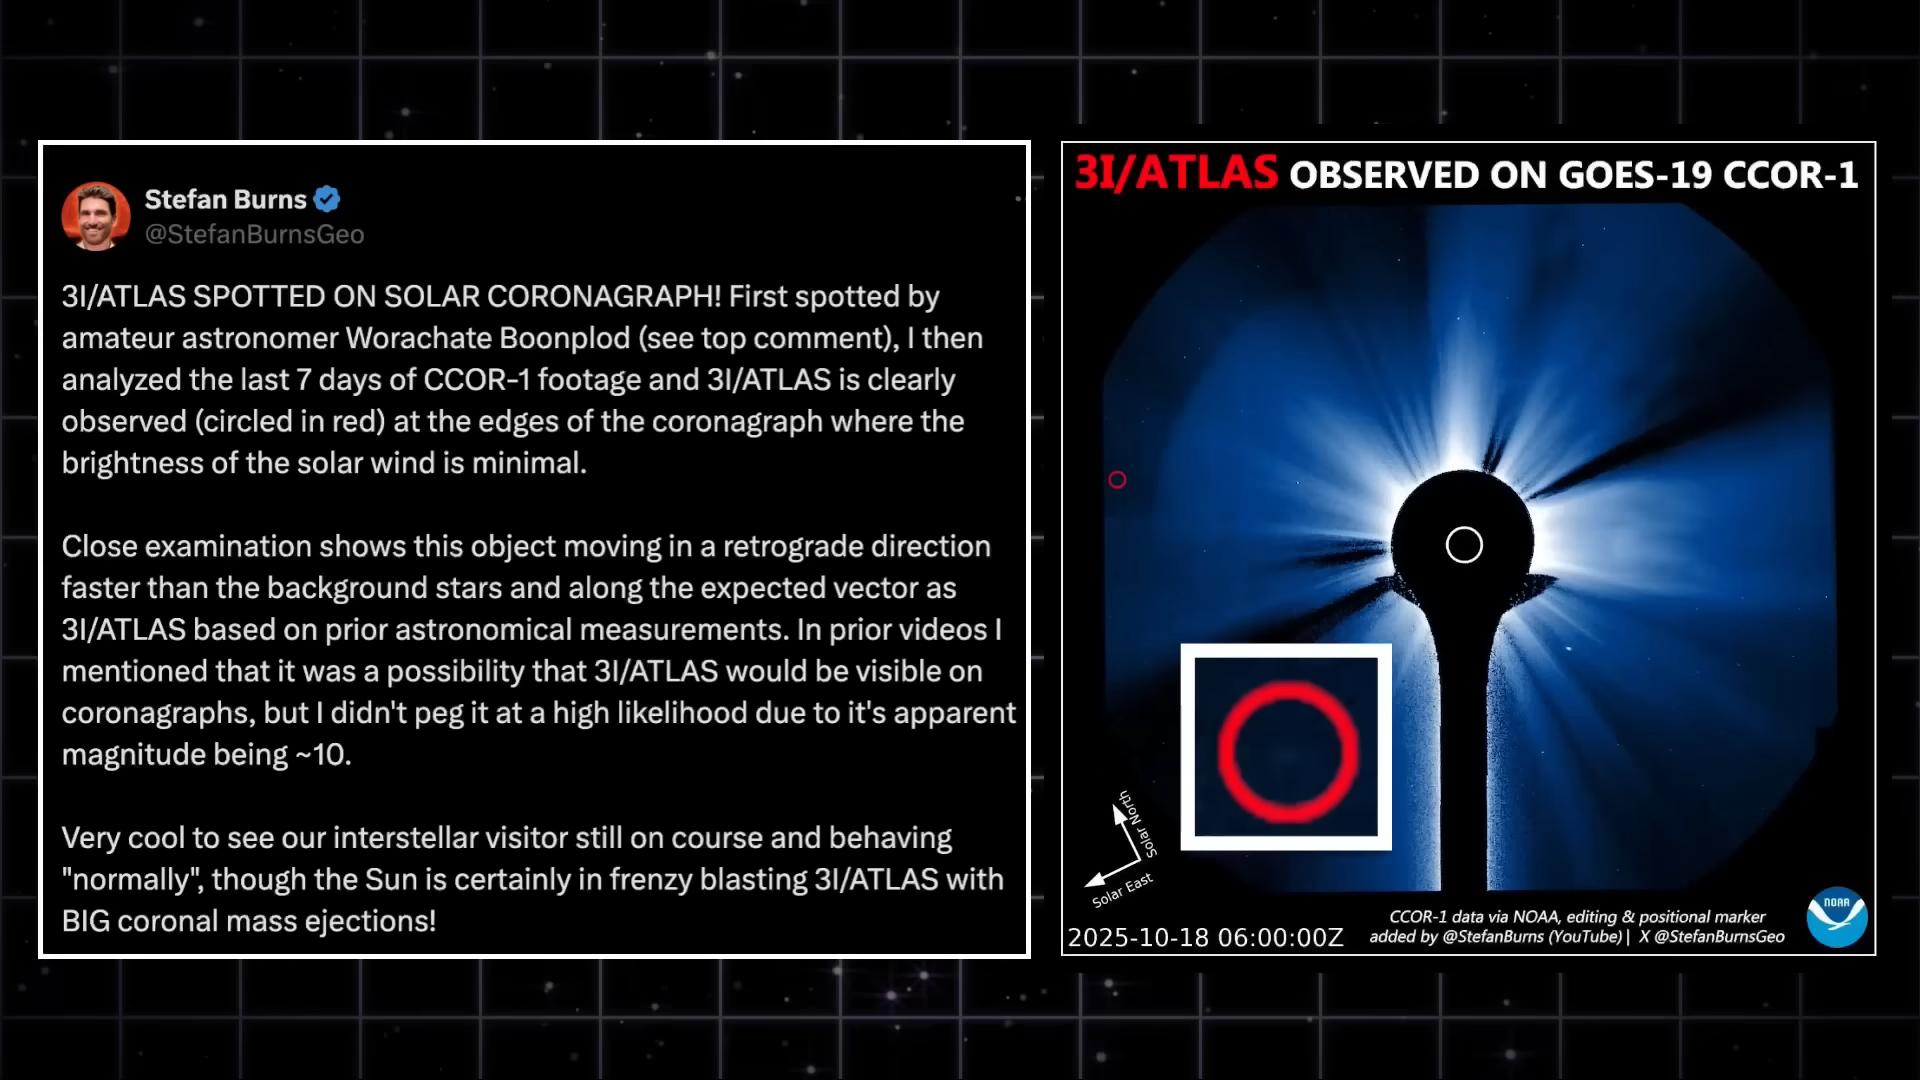 Stefan Burns
@StefanBurnsGeo
3I/ATLAS SPOTTED ON SOLAR CORONAGRAPH! First spotted by
amateur astronomer Worachate Boonplod (see top comment), I then
analyzed the last 7 days of CCOR-1 footage and 3I/ATLAS is clearly
observed (circled in red) at the edges of the coronagraph where the
brightness of the solar wind is minimal.
Close examination shows this object moving in a retrograde direction
faster than the background stars and along the expected vector as
3I/ATLAS based on prior astronomical measurements. In prior videos I
mentioned that it was a possibility that 3I/ATLAS would be visible on
coronagraphs, but I didn't peg it at a high likelihood due to it's apparent
magnitude being ~10.
Very cool to see our interstellar visitor still on course and behaving
"normally", though the Sun is certainly in frenzy blasting 3I/ATLAS with
BIG coronal mass ejections!
3I/ATLAS OBSERVED ON GOES-19 CCOR-1
Solar North
Solar East
2025-10-18 06:00:00Z
CCOR-1 data via NOAA, editing & positional marker
added by @StefanBurns (YouTube) | X @StefanBurnsGeo
NOAA